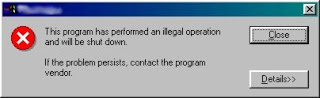 This program has performed an illegal operation
and will be shut down.
Close
If the problem persists, contact the program
vendor.
Details>>